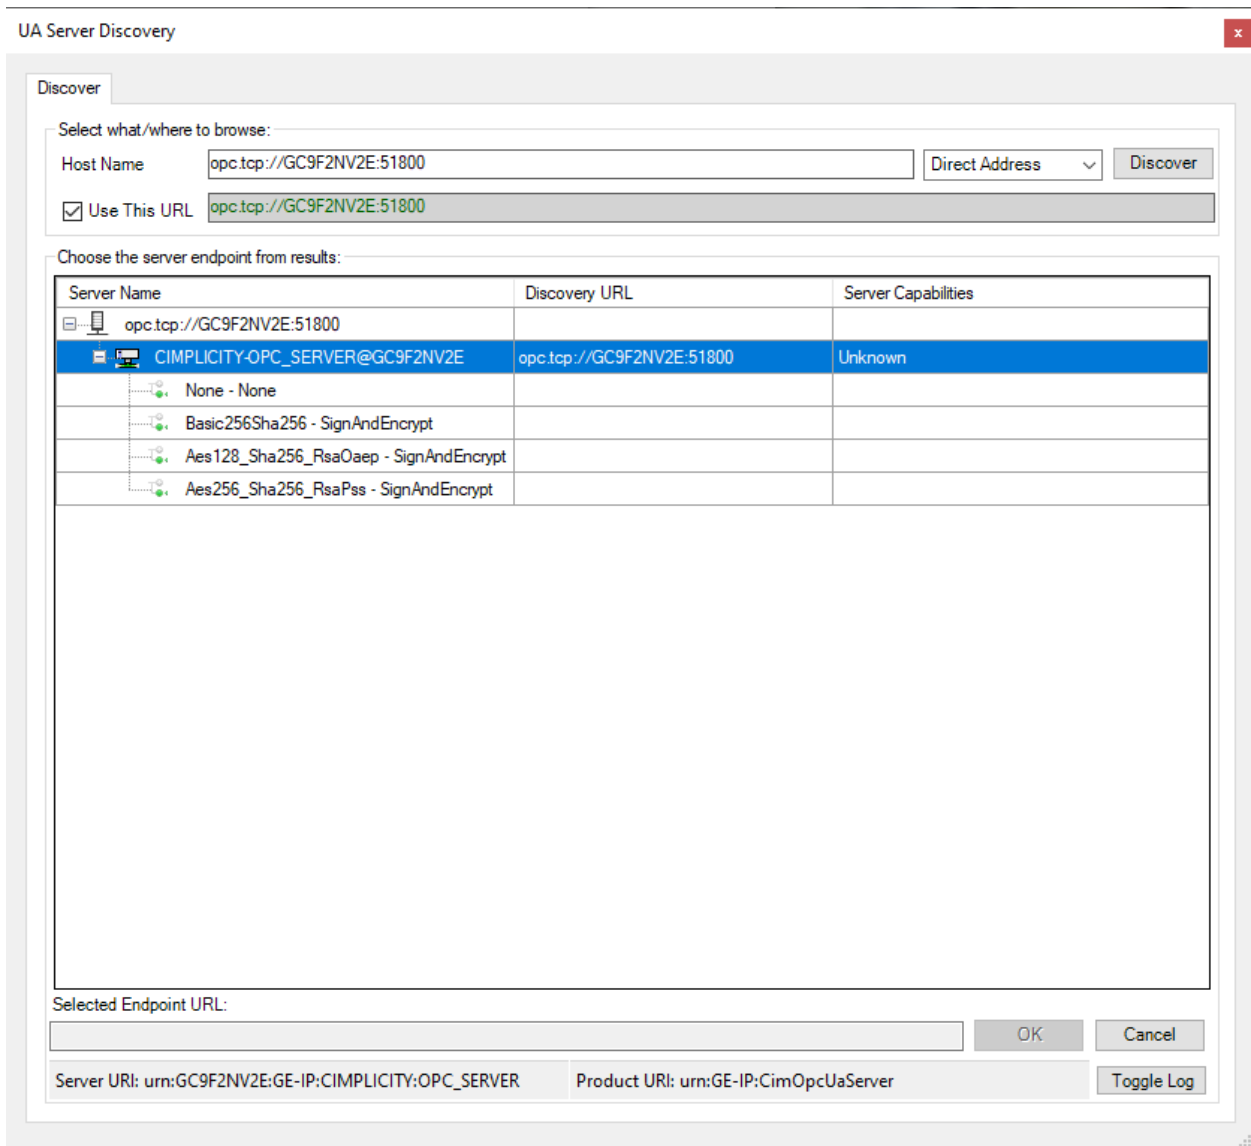 UA Server Discovery
x
Discover
Select what/where to browse:
Host Name opc.tcp://GC9F2NV2E:51800 Direct Address Discover
Use This URL opc.tcp://GC9F2NV2E:51800
Choose the server endpoint from results:
Server Name Discovery URL Server Capabilities
opc.tcp://GC9F2NV2E:51800
CIMPLICITY-OPC_SERVER@GC9F2NV2E opc.tcp://GC9F2NV2E:51800 Unknown
None - None
Basic256Sha256 - SignAndEncrypt
Aes128_Sha256_RsaOaep - SignAndEncrypt
Aes256_Sha256_RsaPss - SignAndEncrypt
Selected Endpoint URL:
OK Cancel
Server URI: urn:GC9F2NV2E:GE-IP:CIMPLICITY:OPC_SERVER Product URI: urn:GE-IP:CimOpcUaServer Toggle Log